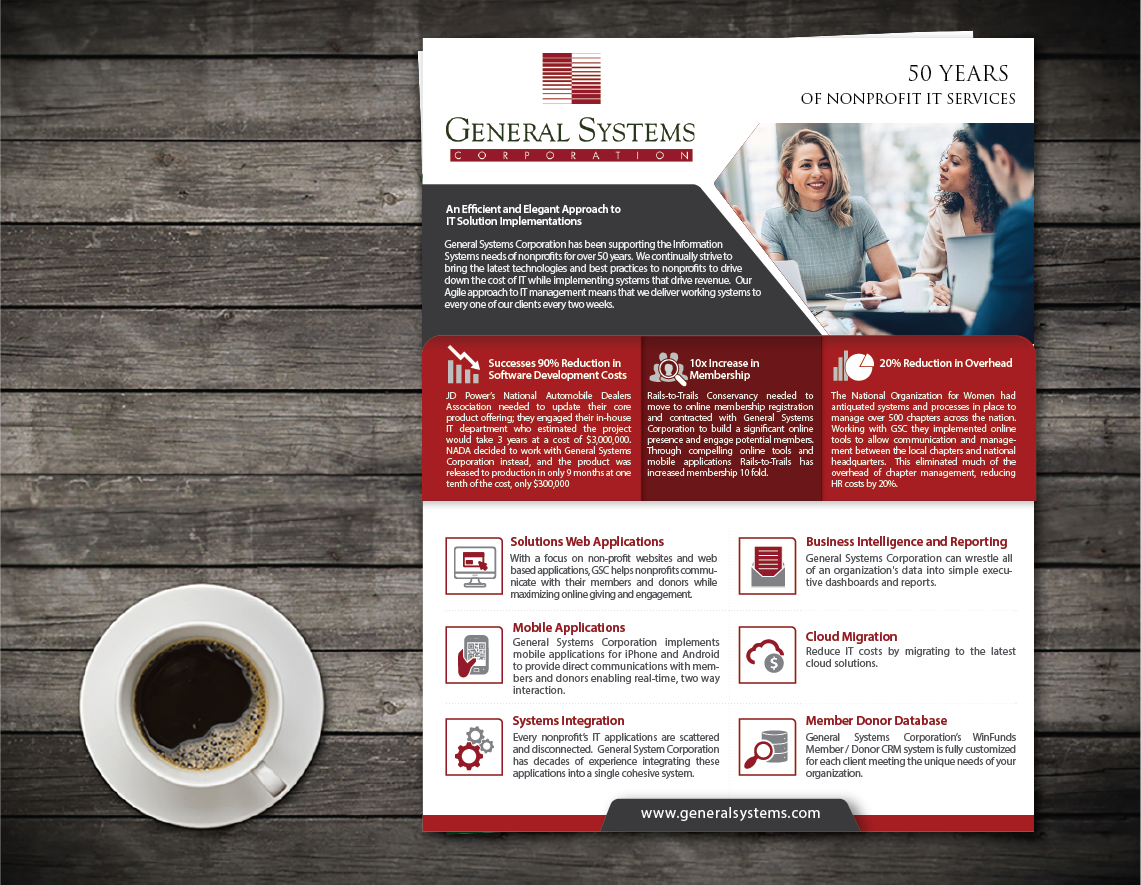 50 YEARS
OF NONPROFIT IT SERVICES
GENERAL SYSTEMS
CORPORATION
An Efficient and Elegant Approach to
IT Solution Implementations
General Systems Corporation has been supporting the Information
Systems needs of nonprofits for over 50 years. We continually strive to
bring the latest technologies and best practices to nonprofits to drive
down the cost of IT while implementing systems that drive revenue. Our
Agile approach to IT management means that we deliver working systems to
every one of our clients every two weeks.
Successes 90% Reduction in
Software Development Costs
JD Power's National Automobile Dealers
Association needed to update their core
product offering; they engaged their in-house
IT department who estimated the project
would take 3 years at a cost of $3,000,000.
NADA decided to work with General Systems
Corporation instead, and the product was
released to production in only 9 months at one
tenth of the cost, only $300,000
10x Increase in
Membership
Rails-to-Trails Conservancy needed to
move to online membership registration
and contracted with General Systems
Corporation to build a significant online
presence and engage potential members.
Through compelling online tools and
mobile applications Rails-to-Trails has
increased membership 10 fold.
20% Reduction in Overhead
The National Organization for Women had
antiquated systems and processes in place to
manage over 500 chapters across the nation.
Working with GSC they implemented online
tools to allow communication and manage-
ment between the local chapters and national
headquarters. This eliminated much of the
overhead of chapter management, reducing
HR costs by 20%.
Solutions Web Applications
With a focus on non-profit websites and web
based applications, GSC helps nonprofits commu-
nicate with their members and donors while
maximizing online giving and engagement.
Business Intelligence and Reporting
General Systems Corporation can wrestle all
of an organization's data into simple execu-
tive dashboards and reports.
Mobile Applications
General Systems Corporation implements
mobile applications for iPhone and Android
to provide direct communications with mem-
bers and donors enabling real-time, two way
interaction.
Cloud Migration
Reduce IT costs by migrating to the latest
cloud solutions.
$
Systems Integration
Every nonprofit's IT applications are scattered
and disconnected. General System Corporation
has decades of experience integrating these
applications into a single cohesive system.
Member Donor Database
General Systems Corporation's WinFunds
Member / Donor CRM system is fully customized
for each client meeting the unique needs of your
organization.
www.generalsystems.com